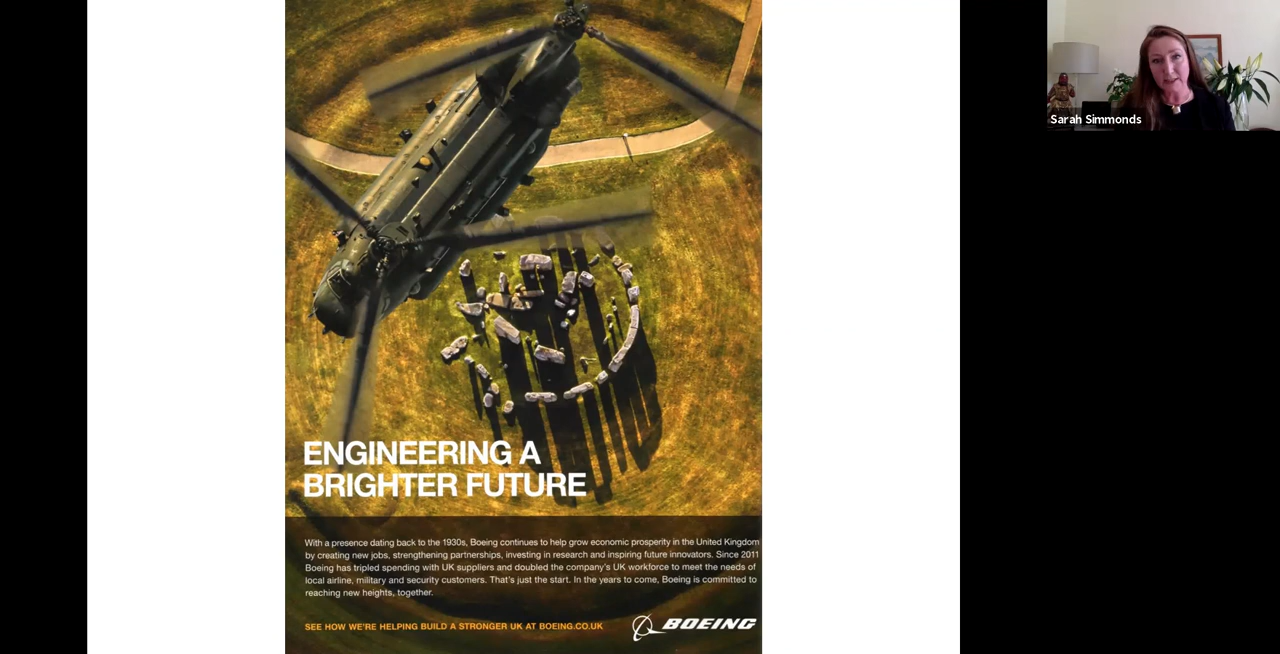 Sarah Simmonds
ENGINEERING A
BRIGHTER FUTURE
With a presence dating back to the 1930s, Boeing continues to help grow economic prosperity in the United Kingdom
by creating new jobs, strengthening partnerships, investing in research and inspiring future innovators. Since 2011
Boeing has tripled spending with UK suppliers and doubled the company's UK workforce to meet the needs of
local airline, military and security customers. That's just the start. In the years to come, Boeing is committed to
reaching new heights, together.
SEE HOW WE'RE HELPING BUILD A STRONGER UK AT BOEING.CO.UK
BOEING